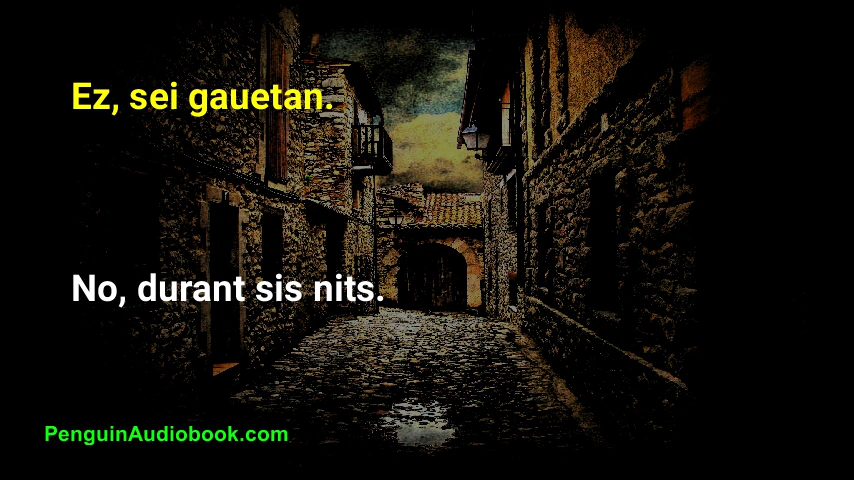 Ez, sei gauetan.
No, durant sis nits.
PenguinAudiobook.com